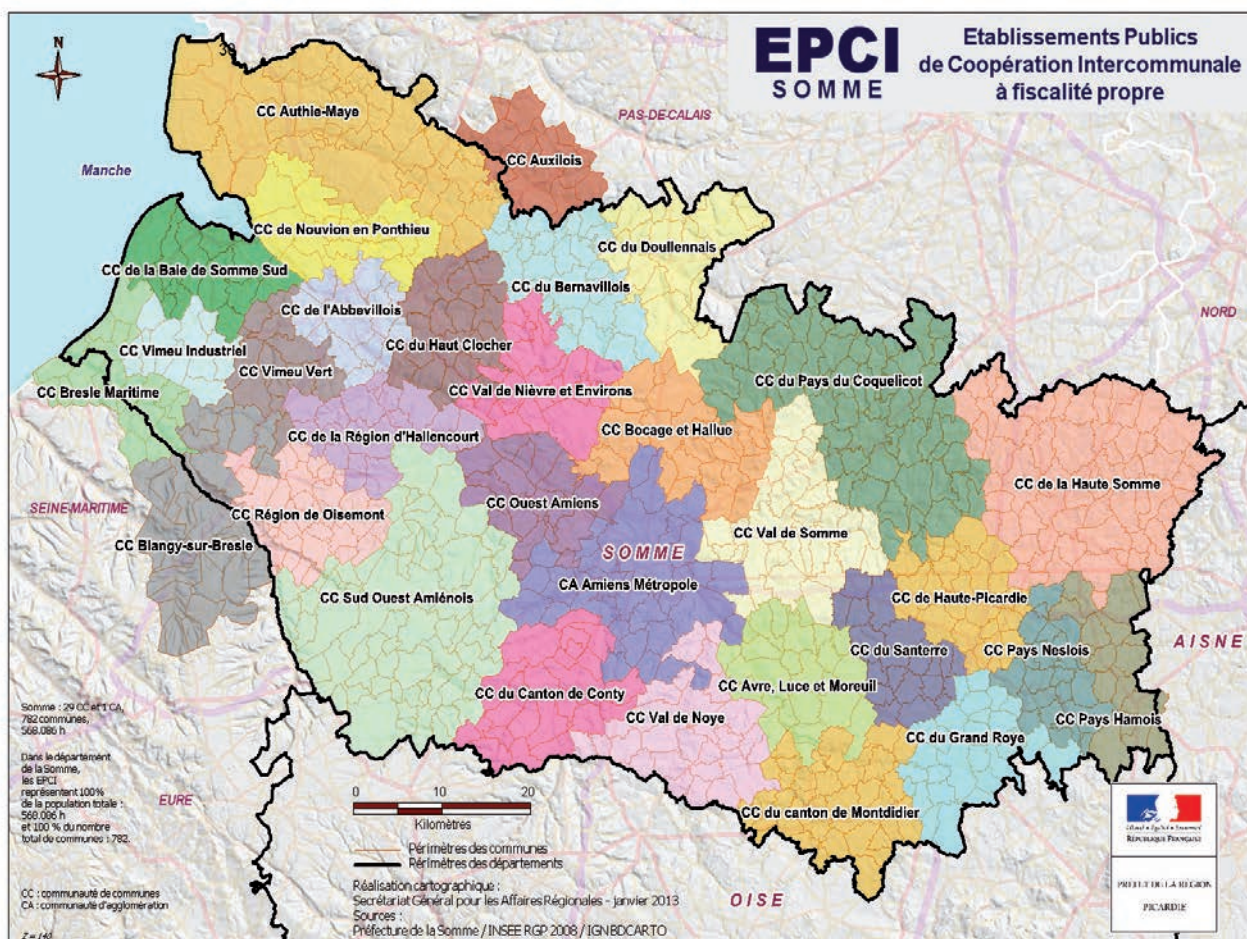 EPCI
SOMME
Etablissements Publics
de Coopération Intercommunale
à fiscalité propre
N
30
CC Authie-Maye
PAS-DE-CALAIS
CC Auxilois
Manche
CC de Nouvion en Ponthieu
CC du Doullennais
CC de la Baie de Somme Sud
CC du Bernavillois
CC de l'Abbevillois
NORD
CC Vimeu Industriel
CC du Haut Clocher
CC Vimeu Vert
CC du Pays du Coquelicot
CC Bresle Maritime
CC Val de Nièvre et Environs
CC Bocage et Hallue
CC de la Région d'Hallencourt
CC de la Haute Somme
CC Ouest Amiens
SEINE-MARITIME
CC Région de Oisemont
CC Val de Somme
CC Blangy-sur-Bresle
SOMME
CC Sud Ouest Amiénois
CA Amiens Métropole
CC de Haute-Picardie
AISNE
CC du Santerre
CC Pays Neslois
CC du Canton de Conty
CC Avre, Luce et Moreuil
CC Val de Noye
CC Pays Hamois
CC du Grand Roye
CC du canton de Montdidier
EURE
OISE
Somme : 29 CC et 1 CA,
782 communes,
568.086 h
Dans le département
de la Somme,
les EPCI
représentent 100%
de la population totale :
568.086 h
et 100 % du nombre
total de communes : 782.
CC : communauté de communes
CA : communauté d'agglomération
0 10 20
Kilomètres
Périmètres des communes
Périmètres des départements
Réalisation cartographique :
Secrétariat Général pour les Affaires Régionales - janvier 2013
Sources :
Préfecture de la Somme / INSEE RGP 2008 / IGN BDCARTO
Liberté • Égalité • Fraternité
RÉPUBLIQUE FRANÇAISE
PRÉFET DE LA RÉGION
PICARDIE